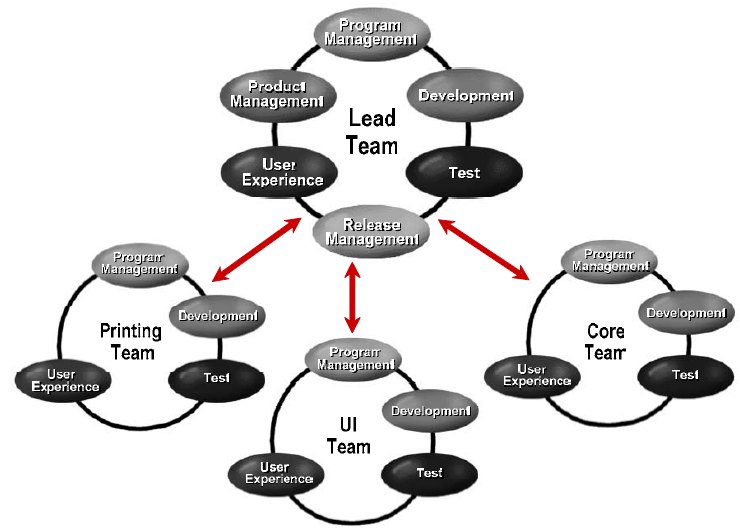 Program
Management
Product
Management
Development
Lead
Team
User
Experience
Test
Release
Management
Program
Management
Development
Printing
Team
User
Experience
Test
Program
Management
Development
UI
Team
User
Experience
Test
Program
Management
Development
Core
Team
User
Experience
Test